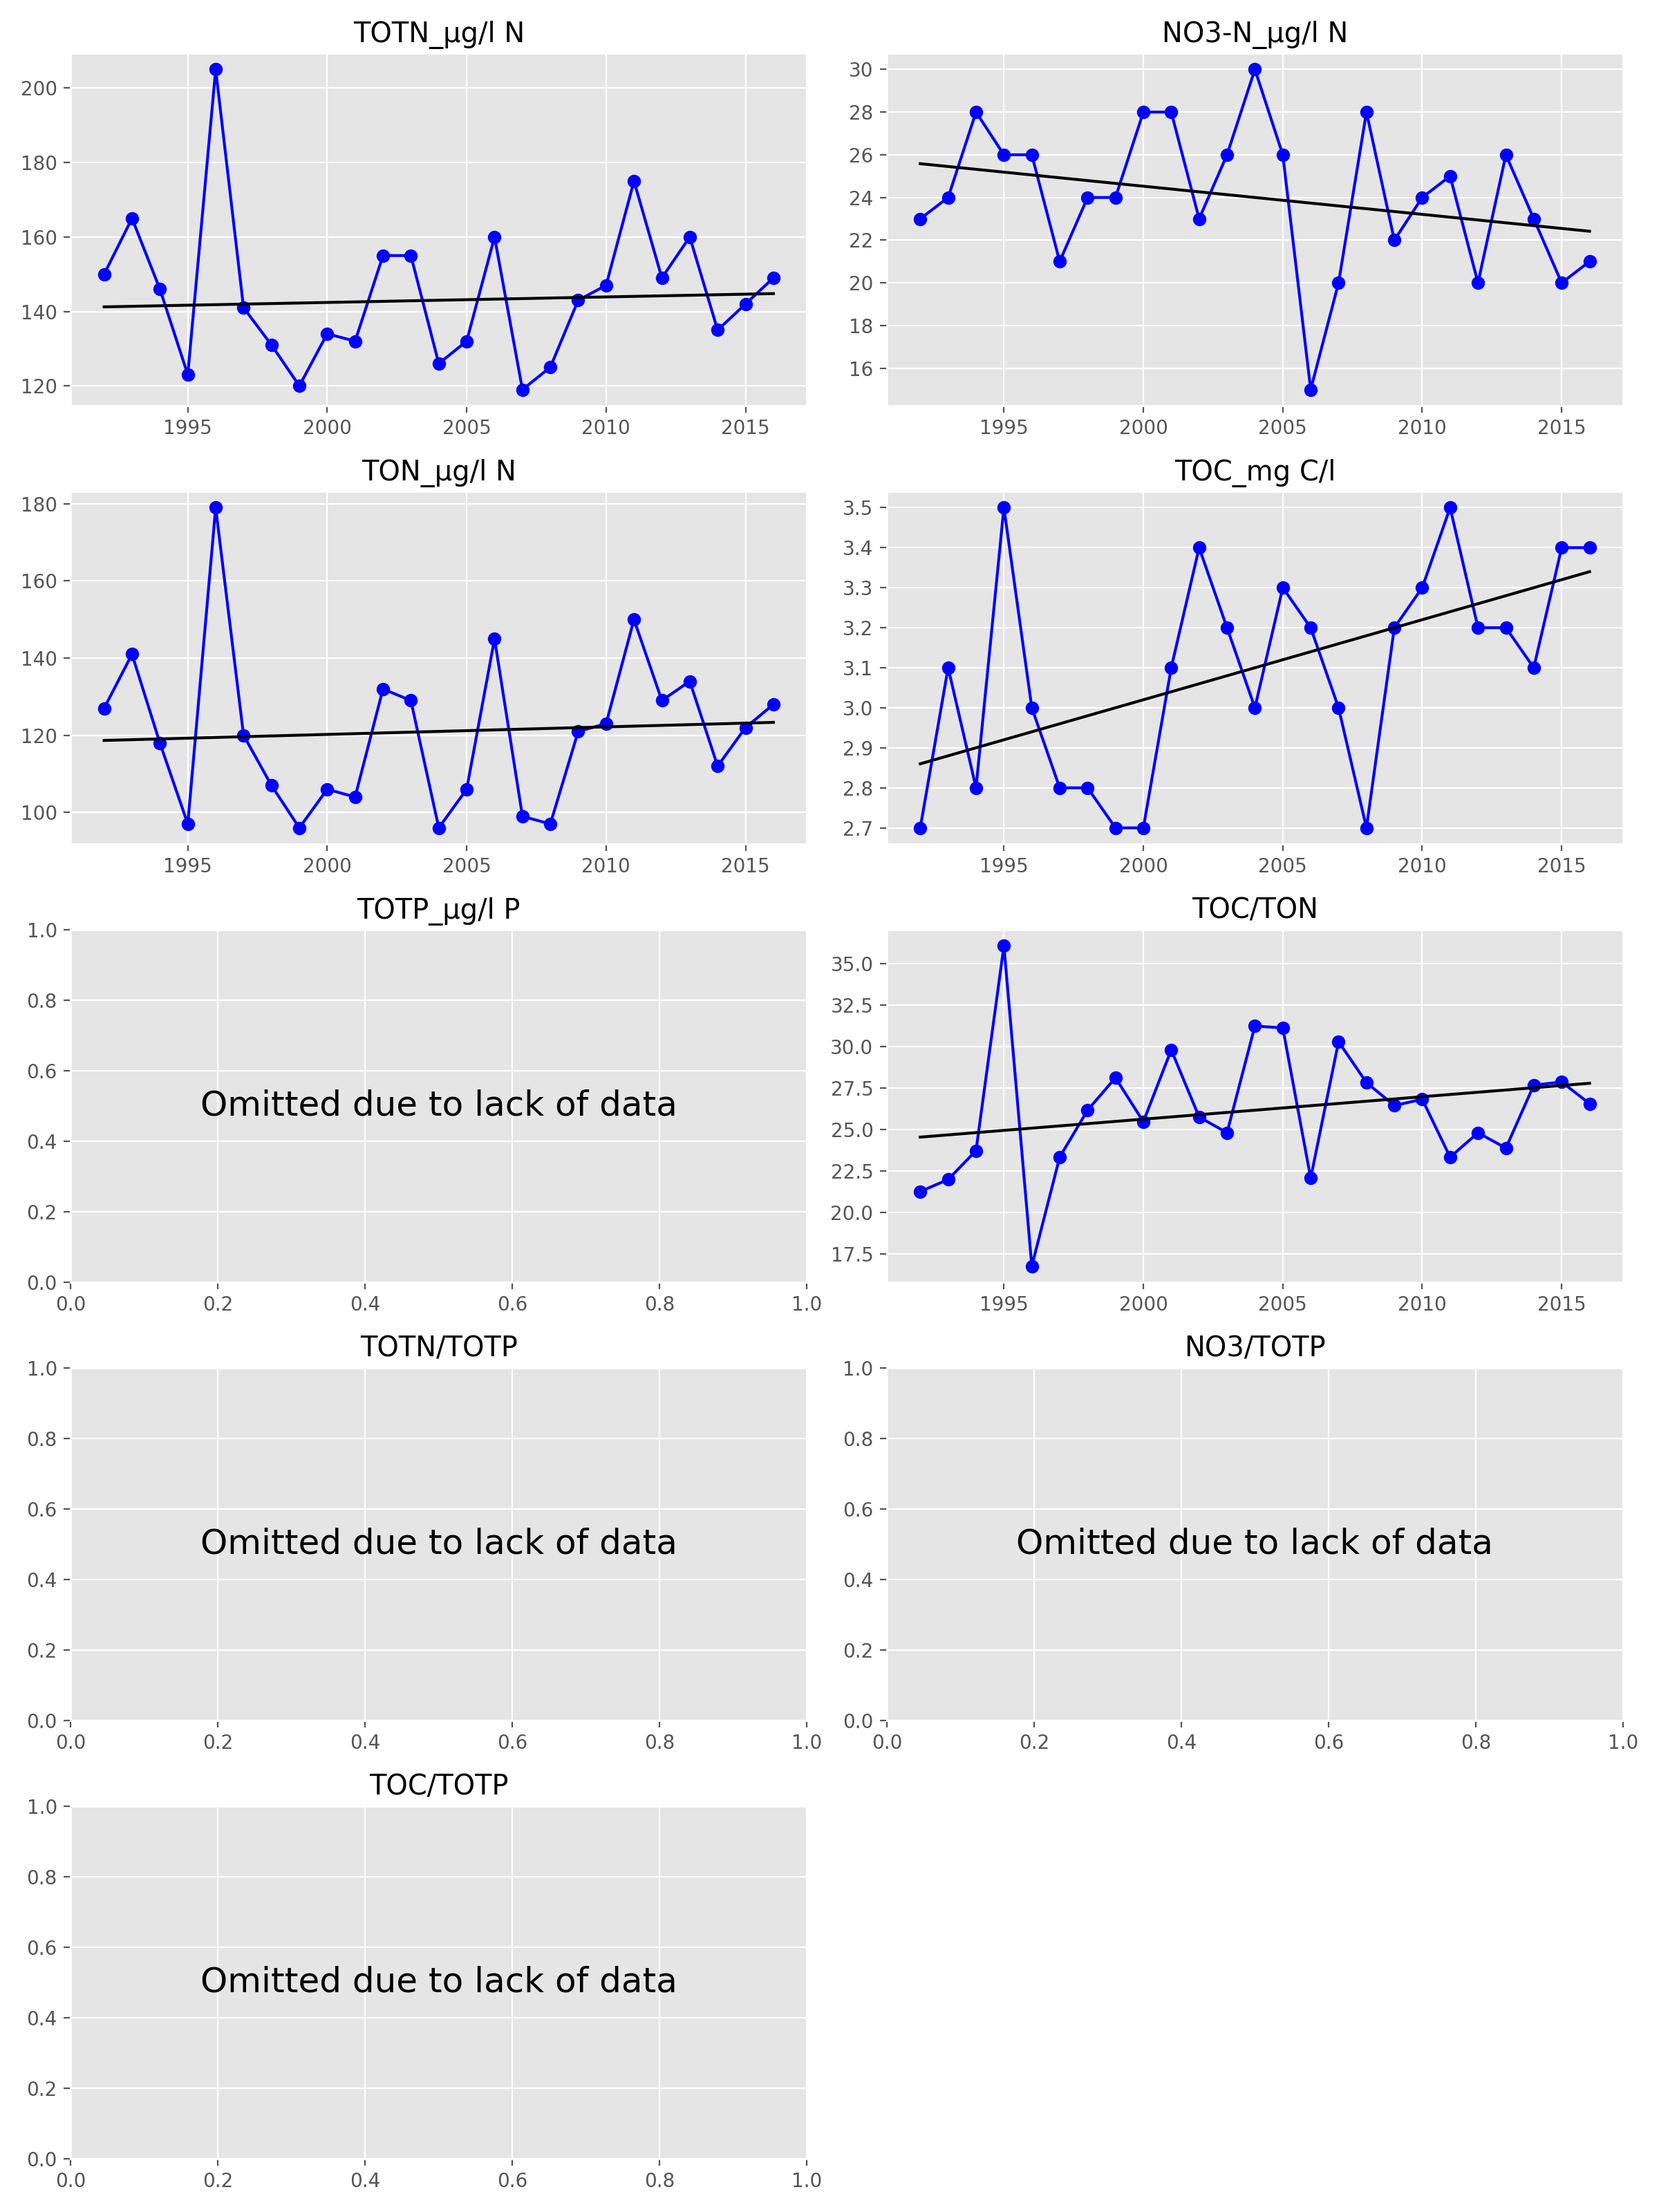 TOTN_µg/l N
200
180
160
140
120
1995 2000 2005 2010 2015
NO3-N_µg/l N
30
28
26
24
22
20
18
16
1995 2000 2005 2010 2015
TON_µg/l N
180
160
140
120
100
1995 2000 2005 2010 2015
TOC_mg C/l
3.5
3.4
3.3
3.2
3.1
3.0
2.9
2.8
2.7
1995 2000 2005 2010 2015
TOTP_µg/l P
1.0
0.8
0.6
Omitted due to lack of data
0.4
0.2
0.0
0.0 0.2 0.4 0.6 0.8 1.0
TOC/TON
35.0
32.5
30.0
27.5
25.0
22.5
20.0
17.5
1995 2000 2005 2010 2015
TOTN/TOTP
1.0
0.8
0.6
Omitted due to lack of data
0.4
0.2
0.0
0.0 0.2 0.4 0.6 0.8 1.0
NO3/TOTP
1.0
0.8
0.6
Omitted due to lack of data
0.4
0.2
0.0
0.0 0.2 0.4 0.6 0.8 1.0
TOC/TOTP
1.0
0.8
0.6
Omitted due to lack of data
0.4
0.2
0.0
0.0 0.2 0.4 0.6 0.8 1.0